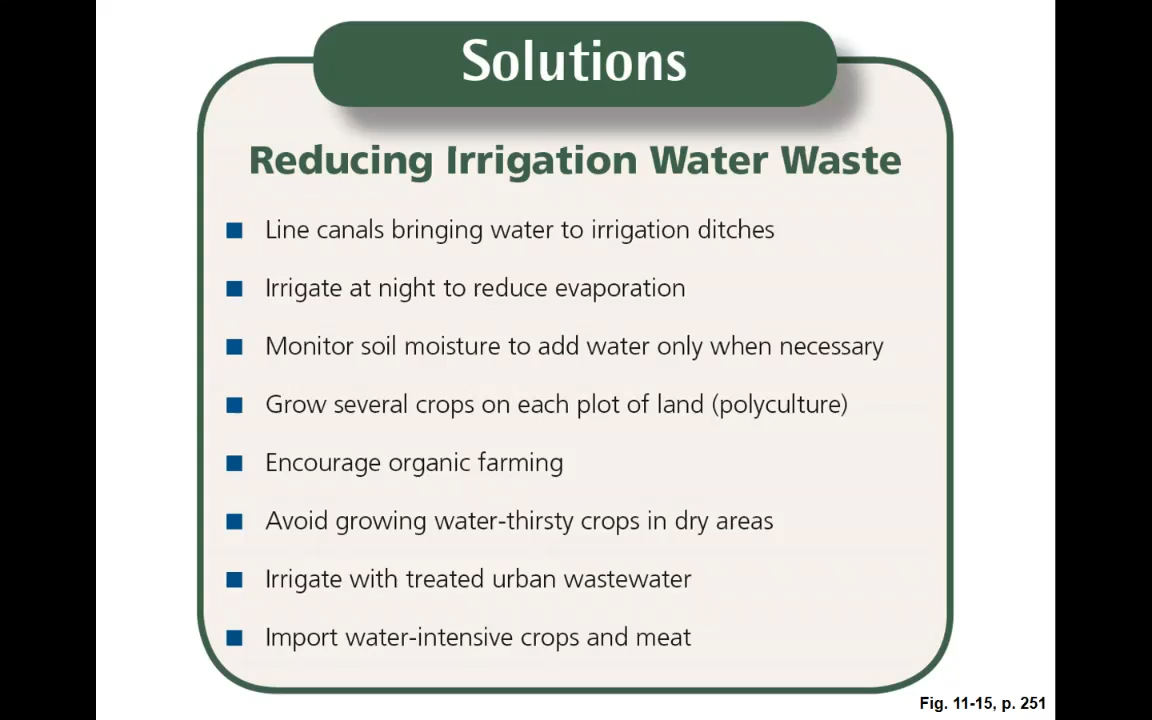 Solutions
Reducing Irrigation Water Waste
Line canals bringing water to irrigation ditches
Irrigate at night to reduce evaporation
Monitor soil moisture to add water only when necessary
Grow several crops on each plot of land (polyculture)
Encourage organic farming
Avoid growing water-thirsty crops in dry areas
Irrigate with treated urban wastewater
Import water-intensive crops and meat
Fig. 11-15, p. 251